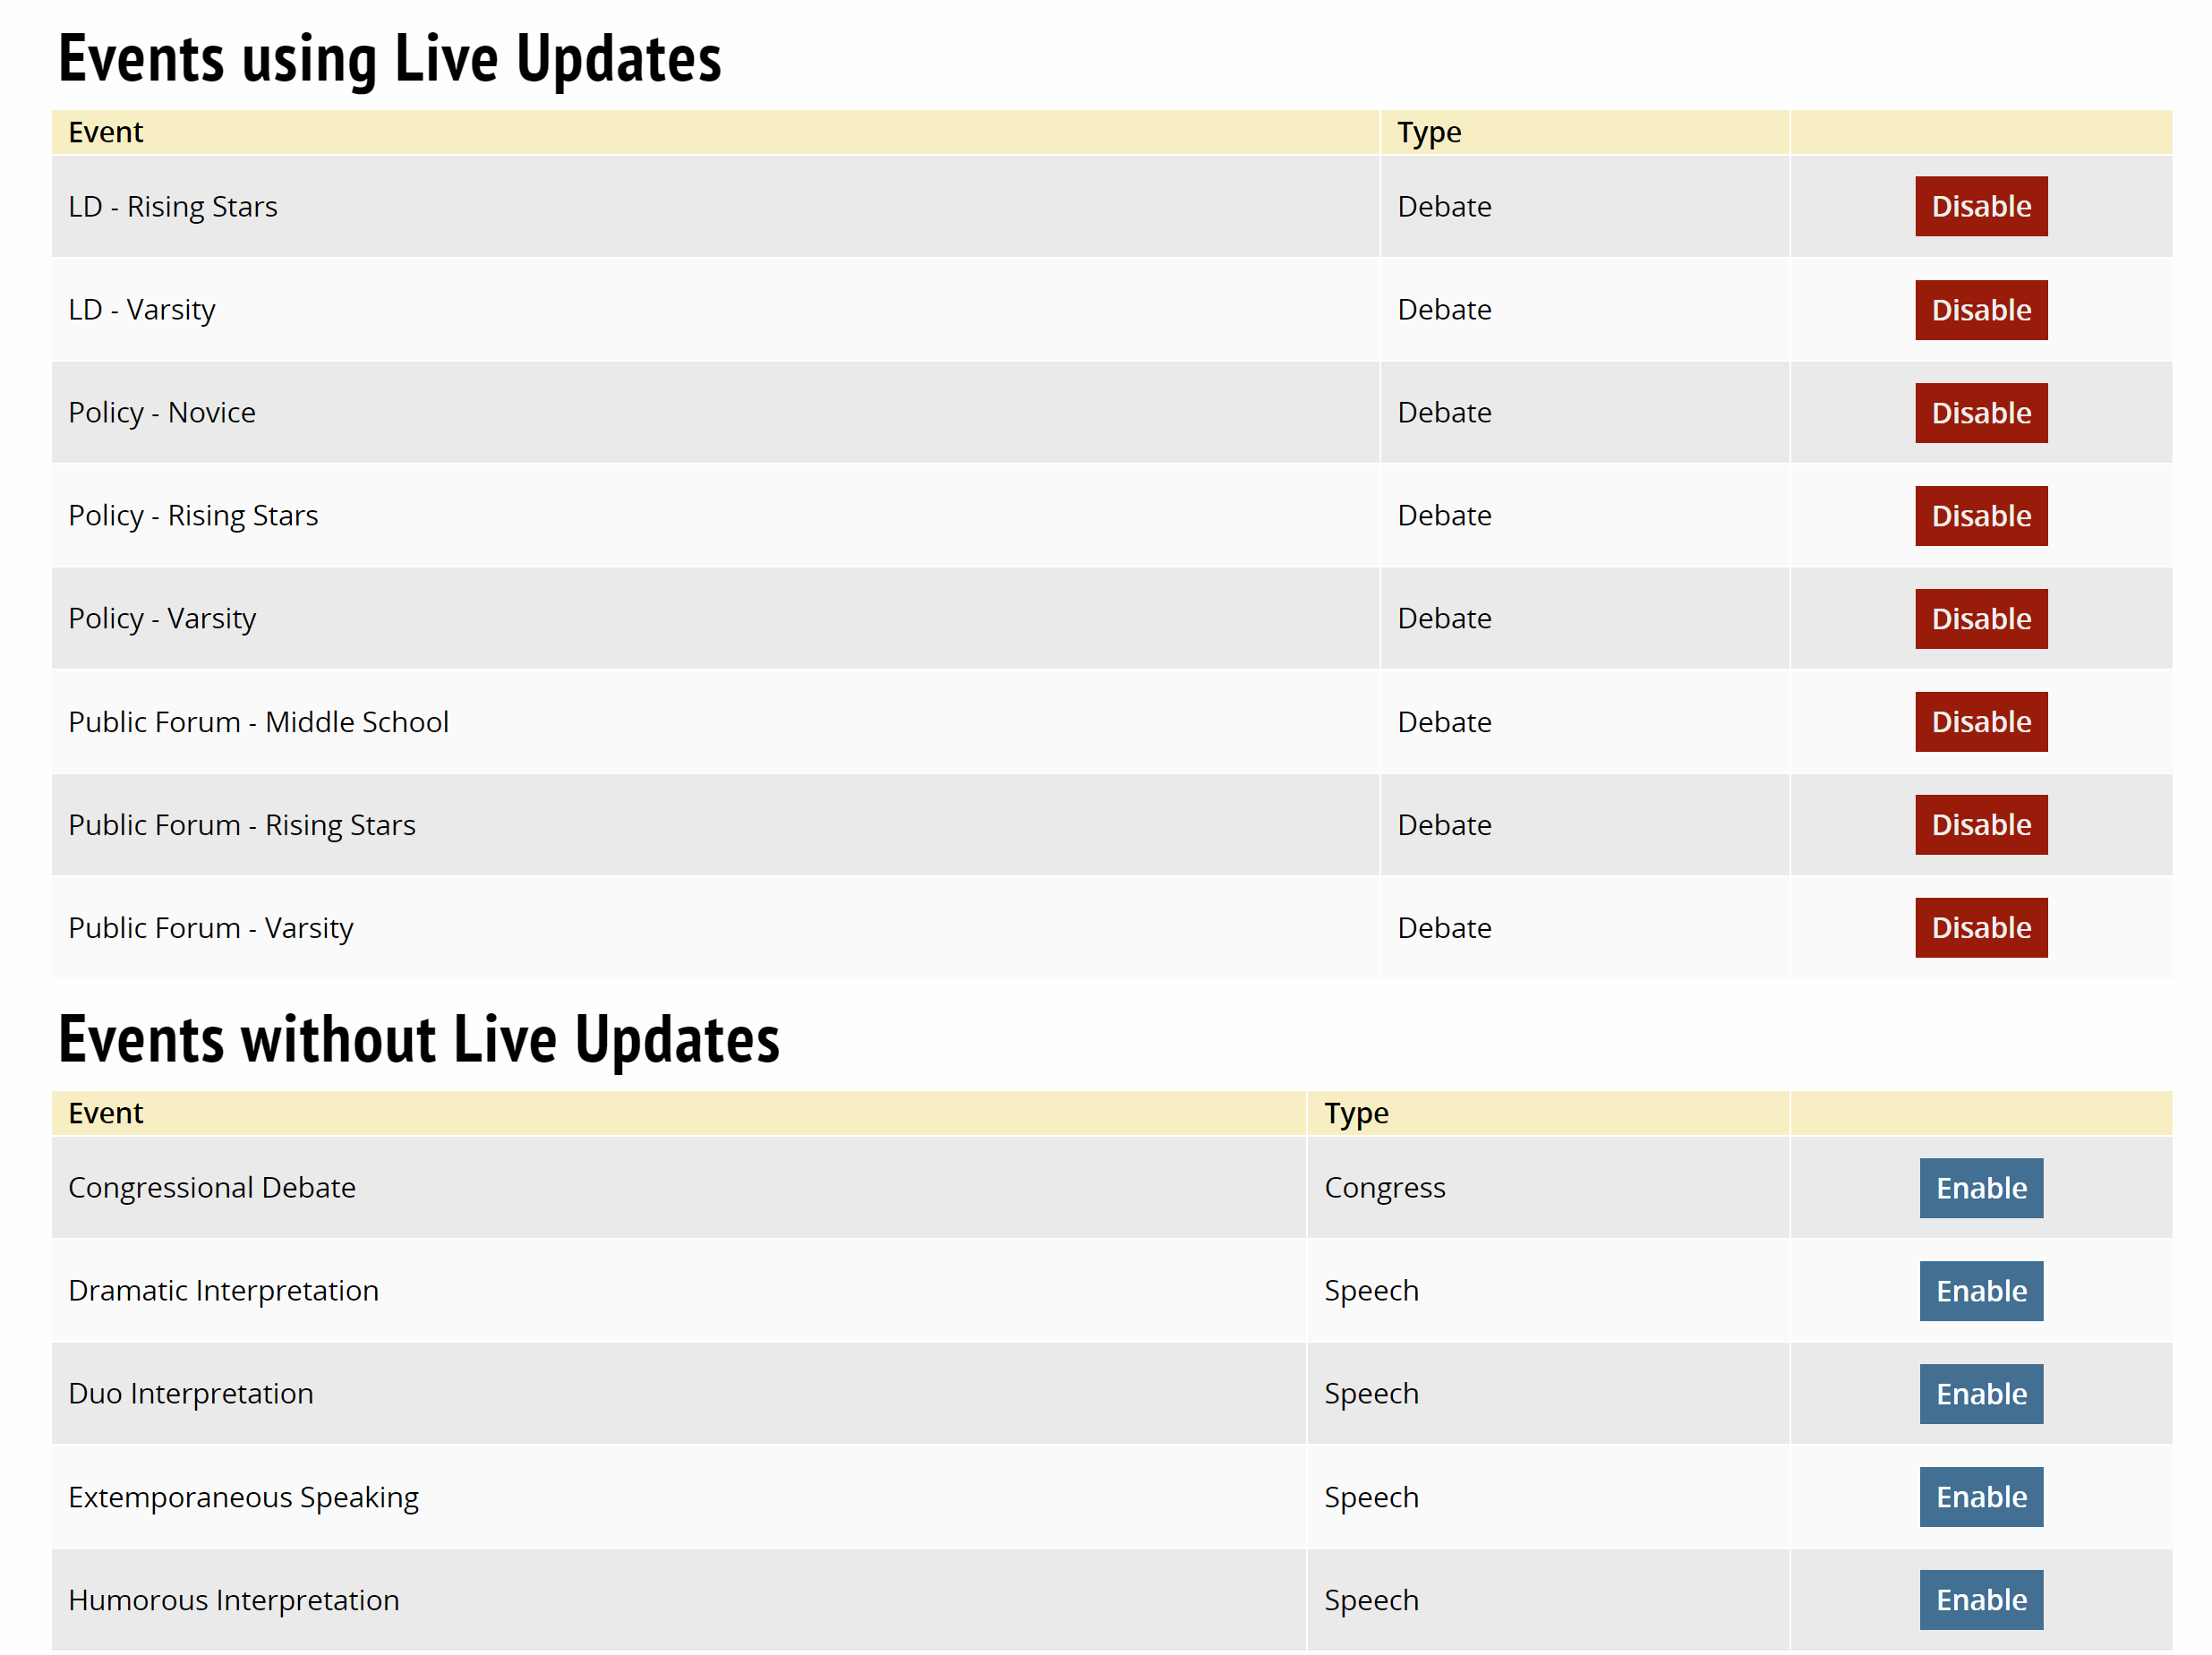 Events using Live Updates
Event Type
LD - Rising Stars Debate Disable
LD - Varsity Debate Disable
Policy - Novice Debate Disable
Policy - Rising Stars Debate Disable
Policy - Varsity Debate Disable
Public Forum - Middle School Debate Disable
Public Forum - Rising Stars Debate Disable
Public Forum - Varsity Debate Disable
Events without Live Updates
Event Type
Congressional Debate Congress Enable
Dramatic Interpretation Speech Enable
Duo Interpretation Speech Enable
Extemporaneous Speaking Speech Enable
Humorous Interpretation Speech Enable